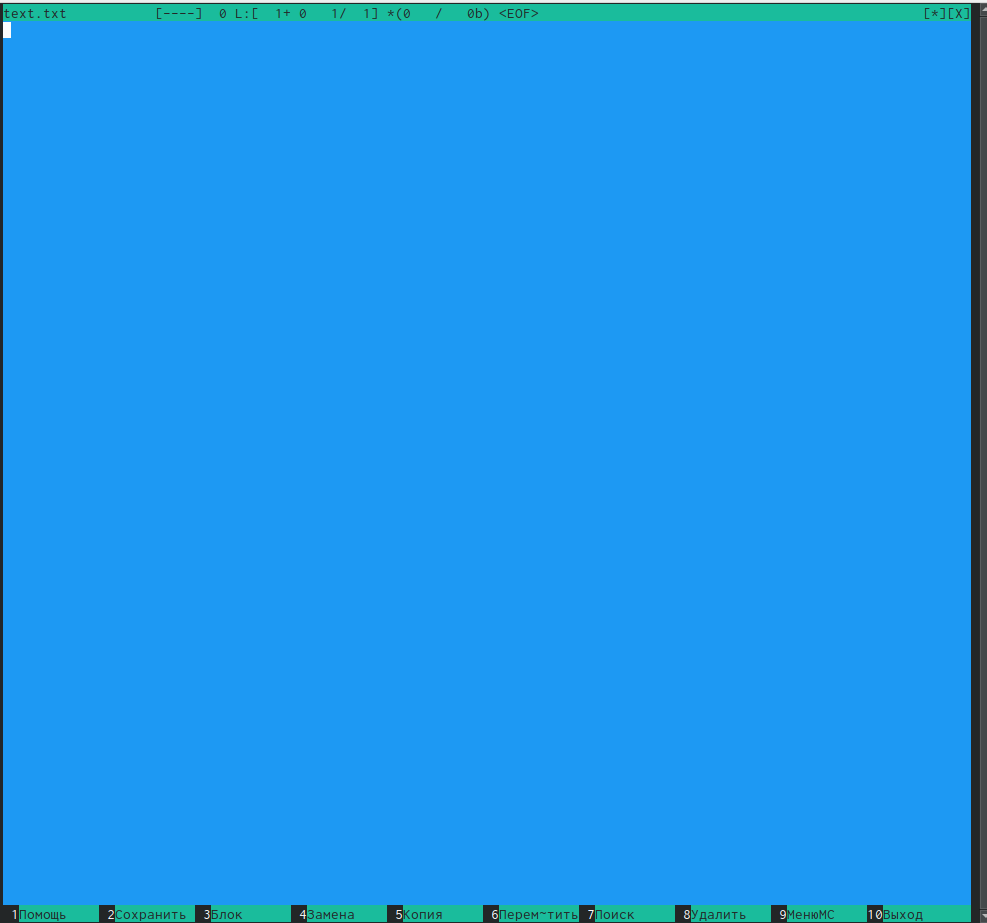 text.txt [----] 0 L:[ 1+ 0 1/ 1] *(0 / 0b) <EOF> [*][X]
1Помощь 2Сохранить 3Блок 4Замена 5Копия 6Перем~тить 7Поиск 8Удалить 9МенюMC 10Выход